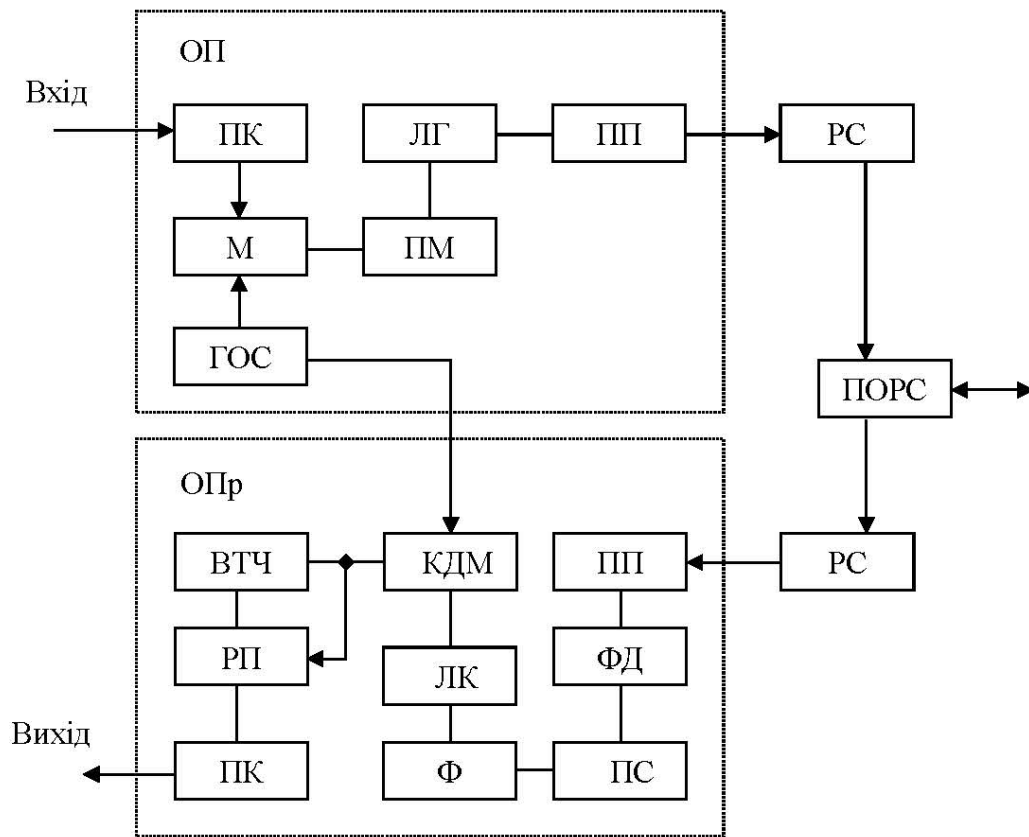 ОП
Вхід
ПК
ЛГ
ПП
РС
М
ПМ
ГОС
ПОРС
ОПр
ВТЧ
КДМ
ПП
РС
РП
ЛК
ФД
Вихід
ПК
Ф
ПС